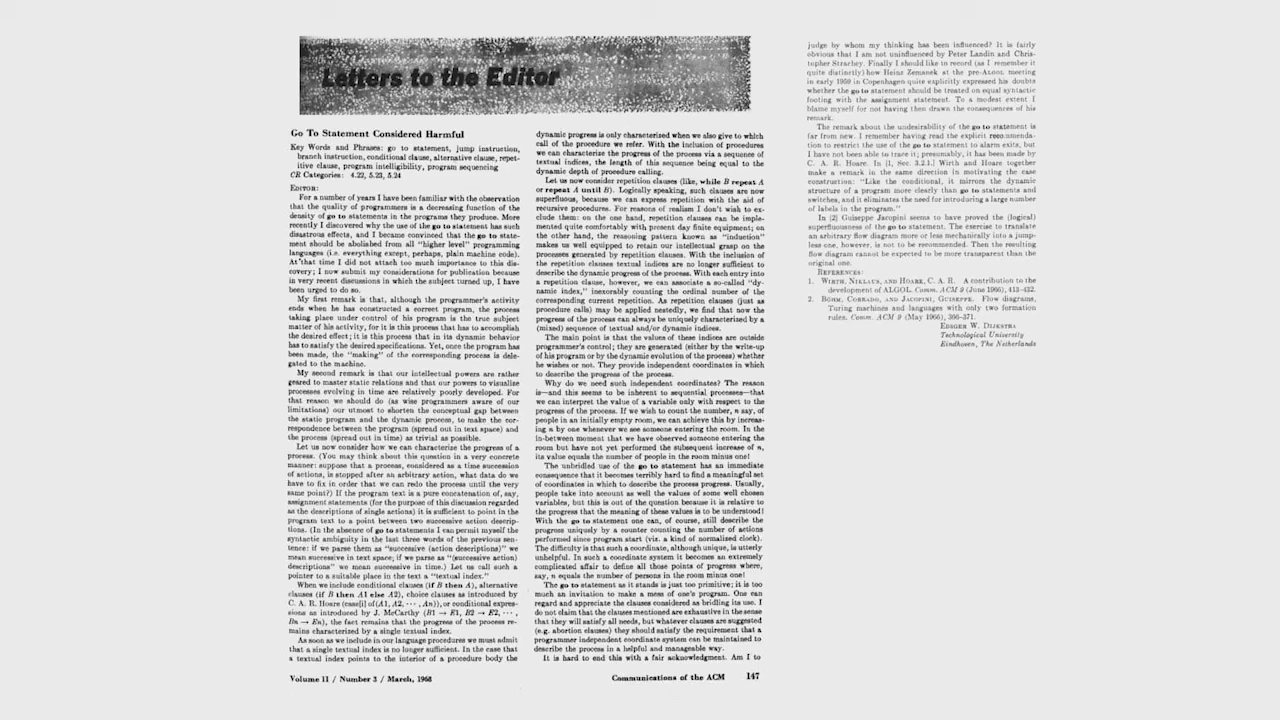 Letters to the Editor
Go To Statement Considered Harmful
Key Words and Phrases: go to statement, jump instruction,
branch instruction, conditional clause, alternative clause, repet-
itive clause, program intelligibility, program sequencing
CR Categories: 4.22, 5.23, 5.24
EDITOR:
For a number of years I have been familiar with the observation
that the quality of programmers is a decreasing function of the
density of go to statements in the programs they produce. More
recently I discovered why the use of the go to statement has such
disastrous effects, and I became convinced that the go to state-
ment should be abolished from all "higher level" programming
languages (i.e. everything except, perhaps, plain machine code).
At that time I did not attach too much importance to this dis-
covery; I now submit my considerations for publication because
in very recent discussions in which the subject turned up, I have
been urged to do so.
My first remark is that, although the programmer's activity
ends when he has constructed a correct program, the process
taking place under control of his program is the true subject
matter of his activity, for it is this process that has to accomplish
the desired effect; it is this process that in its dynamic behavior
has to satisfy the desired specifications. Yet, once the program has
been made, the "making" of the corresponding process is dele-
gated to the machine.
My second remark is that our intellectual powers are rather
geared to master static relations and that our powers to visualize
processes evolving in time are relatively poorly developed. For
that reason we should do (as wise programmers aware of our
limitations) our utmost to shorten the conceptual gap between
the static program and the dynamic process, to make the cor-
respondence between the program (spread out in text space) and
the process (spread out in time) as trivial as possible.
Let us now consider how we can characterize the progress of a
process. (You may think about this question in a very concrete
manner: suppose that a process, considered as a time succession
of actions, is stopped after an arbitrary action, what data do we
have to fix in order that we can redo the process until the very
same point?) If the program text is a pure concatenation of, say,
assignment statements (for the purpose of this discussion regarded
as the descriptions of single actions) it is sufficient to point in the
program text to a point between two successive action descrip-
tions. (In the absence of go to statements I can permit myself the
syntactic ambiguity in the last three words of the previous sen-
tence: if we parse them as "successive (action descriptions)" we
mean successive in text space; if we parse as "(successive action)
descriptions" we mean successive in time.) Let us call such a
pointer to a suitable place in the text a "textual index."
When we include conditional clauses (if B then A), alternative
clauses (if B then A1 else A2), choice clauses as introduced by
C. A. R. Hoare (case[i] of(A1, A2, ··· , An)), or conditional expres-
sions as introduced by J. McCarthy (B1 → E1, B2 → E2, ··· ,
Bn → En), the fact remains that the progress of the process re-
mains characterized by a single textual index.
As soon as we include in our language procedures we must admit
that a single textual index is no longer sufficient. In the case that
a textual index points to the interior of a procedure body the
dynamic progress is only characterized when we also give to which
call of the procedure we refer. With the inclusion of procedures
we can characterize the progress of the process via a sequence of
textual indices, the length of this sequence being equal to the
dynamic depth of procedure calling.
Let us now consider repetition clauses (like, while B repeat A
or repeat A until B). Logically speaking, such clauses are now
superfluous, because we can express repetition with the aid of
recursive procedures. For reasons of realism I don't wish to ex-
clude them: on the one hand, repetition clauses can be imple-
mented quite comfortably with present day finite equipment; on
the other hand, the reasoning pattern known as "induction"
makes us well equipped to retain our intellectual grasp on the
processes generated by repetition clauses. With the inclusion of
the repetition clauses textual indices are no longer sufficient to
describe the dynamic progress of the process. With each entry into
a repetition clause, however, we can associate a so-called "dy-
namic index," inexorably counting the ordinal number of the
corresponding current repetition. As repetition clauses (just as
procedure calls) may be applied nestedly, we find that now the
progress of the process can always be uniquely characterized by a
(mixed) sequence of textual and/or dynamic indices.
The main point is that the values of these indices are outside
programmer's control; they are generated (either by the write-up
of his program or by the dynamic evolution of the process) whether
he wishes or not. They provide independent coordinates in which
to describe the progress of the process.
Why do we need such independent coordinates? The reason
is—and this seems to be inherent to sequential processes—that
we can interpret the value of a variable only with respect to the
progress of the process. If we wish to count the number, n say, of
people in an initially empty room, we can achieve this by increas-
ing n by one whenever we see someone entering the room. In the
in-between moment that we have observed someone entering the
room but have not yet performed the subsequent increase of n,
its value equals the number of people in the room minus one!
The unbridled use of the go to statement has an immediate
consequence that it becomes terribly hard to find a meaningful set
of coordinates in which to describe the process progress. Usually,
people take into account as well the values of some well chosen
variables, but this is out of the question because it is relative to
the progress that the meaning of these values is to be understood!
With the go to statement one can, of course, still describe the
progress uniquely by a counter counting the number of actions
performed since program start (viz. a kind of normalized clock).
The difficulty is that such a coordinate, although unique, is utterly
unhelpful. In such a coordinate system it becomes an extremely
complicated affair to define all those points of progress where,
say, n equals the number of persons in the room minus one!
The go to statement as it stands is just too primitive; it is too
much an invitation to make a mess of one's program. One can
regard and appreciate the clauses considered as bridling its use. I
do not claim that the clauses mentioned are exhaustive in the sense
that they will satisfy all needs, but whatever clauses are suggested
(e.g. abortion clauses) they should satisfy the requirement that a
programmer independent coordinate system can be maintained to
describe the process in a helpful and manageable way.
It is hard to end this with a fair acknowledgment. Am I to
judge by whom my thinking has been influenced? It is fairly
obvious that I am not uninfluenced by Peter Landin and Chris-
topher Strachey. Finally I should like to record (as I remember it
quite distinctly) how Heinz Zemanek at the pre-ALGOL meeting
in early 1959 in Copenhagen quite explicitly expressed his doubts
whether the go to statement should be treated on equal syntactic
footing with the assignment statement. To a modest extent I
blame myself for not having then drawn the consequences of his
remark.
The remark about the undesirability of the go to statement is
far from new. I remember having read the explicit recommenda-
tion to restrict the use of the go to statement to alarm exits, but
I have not been able to trace it; presumably, it has been made by
C. A. R. Hoare. In [1, Sec. 3.2.1.] Wirth and Hoare together
make a remark in the same direction in motivating the case
construction: "Like the conditional, it mirrors the dynamic
structure of a program more clearly than go to statements and
switches, and it eliminates the need for introducing a large number
of labels in the program."
In [2] Guiseppe Jacopini seems to have proved the (logical)
superfluousness of the go to statement. The exercise to translate
an arbitrary flow diagram more or less mechanically into a jump-
less one, however, is not to be recommended. Then the resulting
flow diagram cannot be expected to be more transparent than the
original one.
REFERENCES:
1. WIRTH, NIKLAUS, AND HOARE, C. A. R. A contribution to the
development of ALGOL. Comm. ACM 9 (June 1966), 413-432.
2. BÖHM, CORRADO, AND JACOPINI, GUISEPPE. Flow diagrams,
Turing machines and languages with only two formation
rules. Comm. ACM 9 (May 1966), 366-371.
EDSGER W. DIJKSTRA
Technological University
Eindhoven, The Netherlands
Volume 11 / Number 3 / March, 1968
Communications of the ACM 147